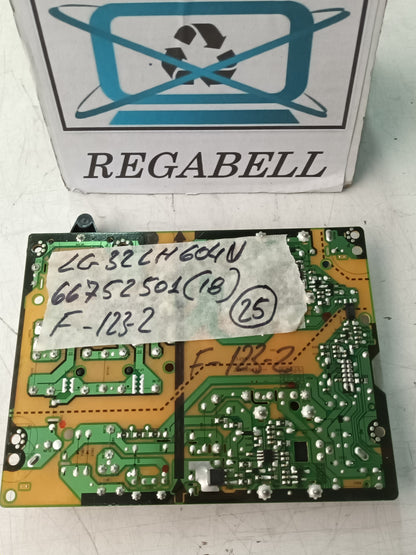 REGABELL
LG 32LH604V
66752501(18)
F-123-2
25
F-123-2